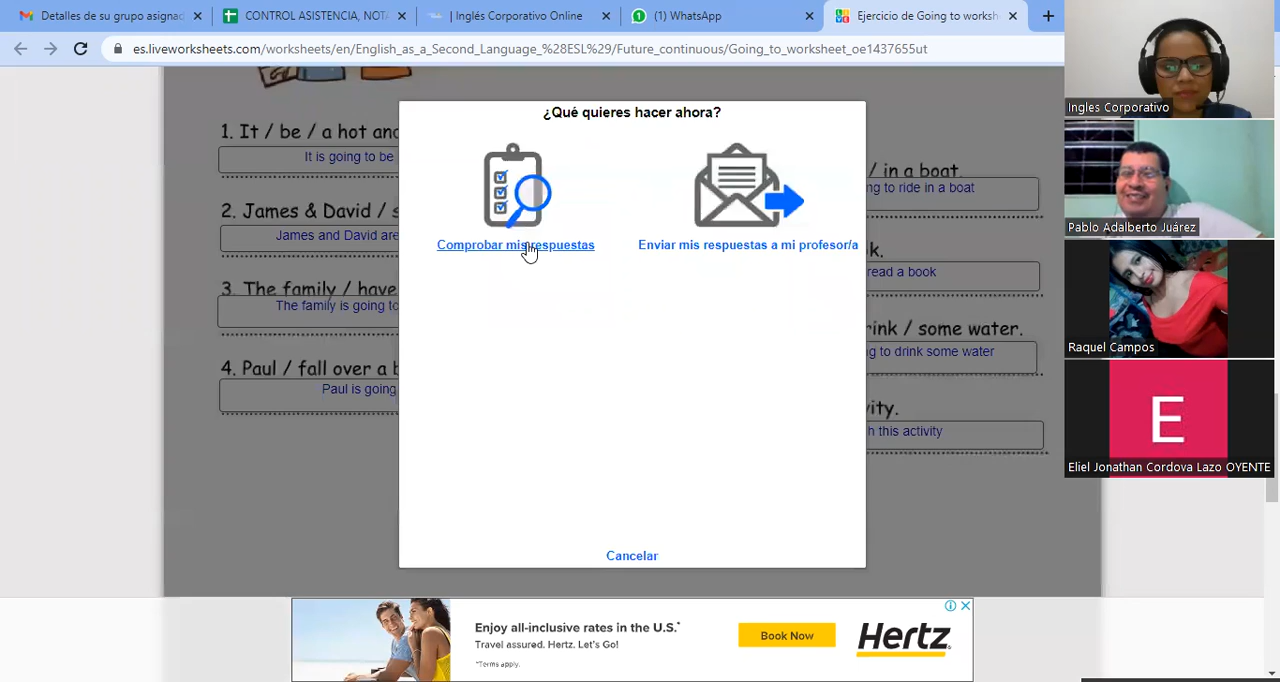 Detalles de su grupo asignac
CONTROL ASISTENCIA, NOTA
| Inglés Corporativo Online
(1) WhatsApp
Ejercicio de Going to worksh
es.liveworksheets.com/worksheets/en/English_as_a_Second_Language_%28ESL%29/Future_continuous/Going_to_worksheet_oe1437655ut
¿Qué quieres hacer ahora?
Comprobar mis respuestas
Enviar mis respuestas a mi profesor/a
Cancelar
1. It / be / a hot and
It is going to be
2. James & David / s
James and David are
3. The family / have
The family is going to
4. Paul / fall over a b
Paul is going
/ in a boat.
ng to ride in a boat
k.
read a book
rink / some water.
ng to drink some water
vity.
h this activity
Enjoy all-inclusive rates in the U.S.*
Travel assured. Hertz. Let's Go!
*Terms apply.
Book Now
Hertz
Ingles Corporativo
Pablo Adalberto Juárez
Raquel Campos
E
Eliel Jonathan Cordova Lazo OYENTE